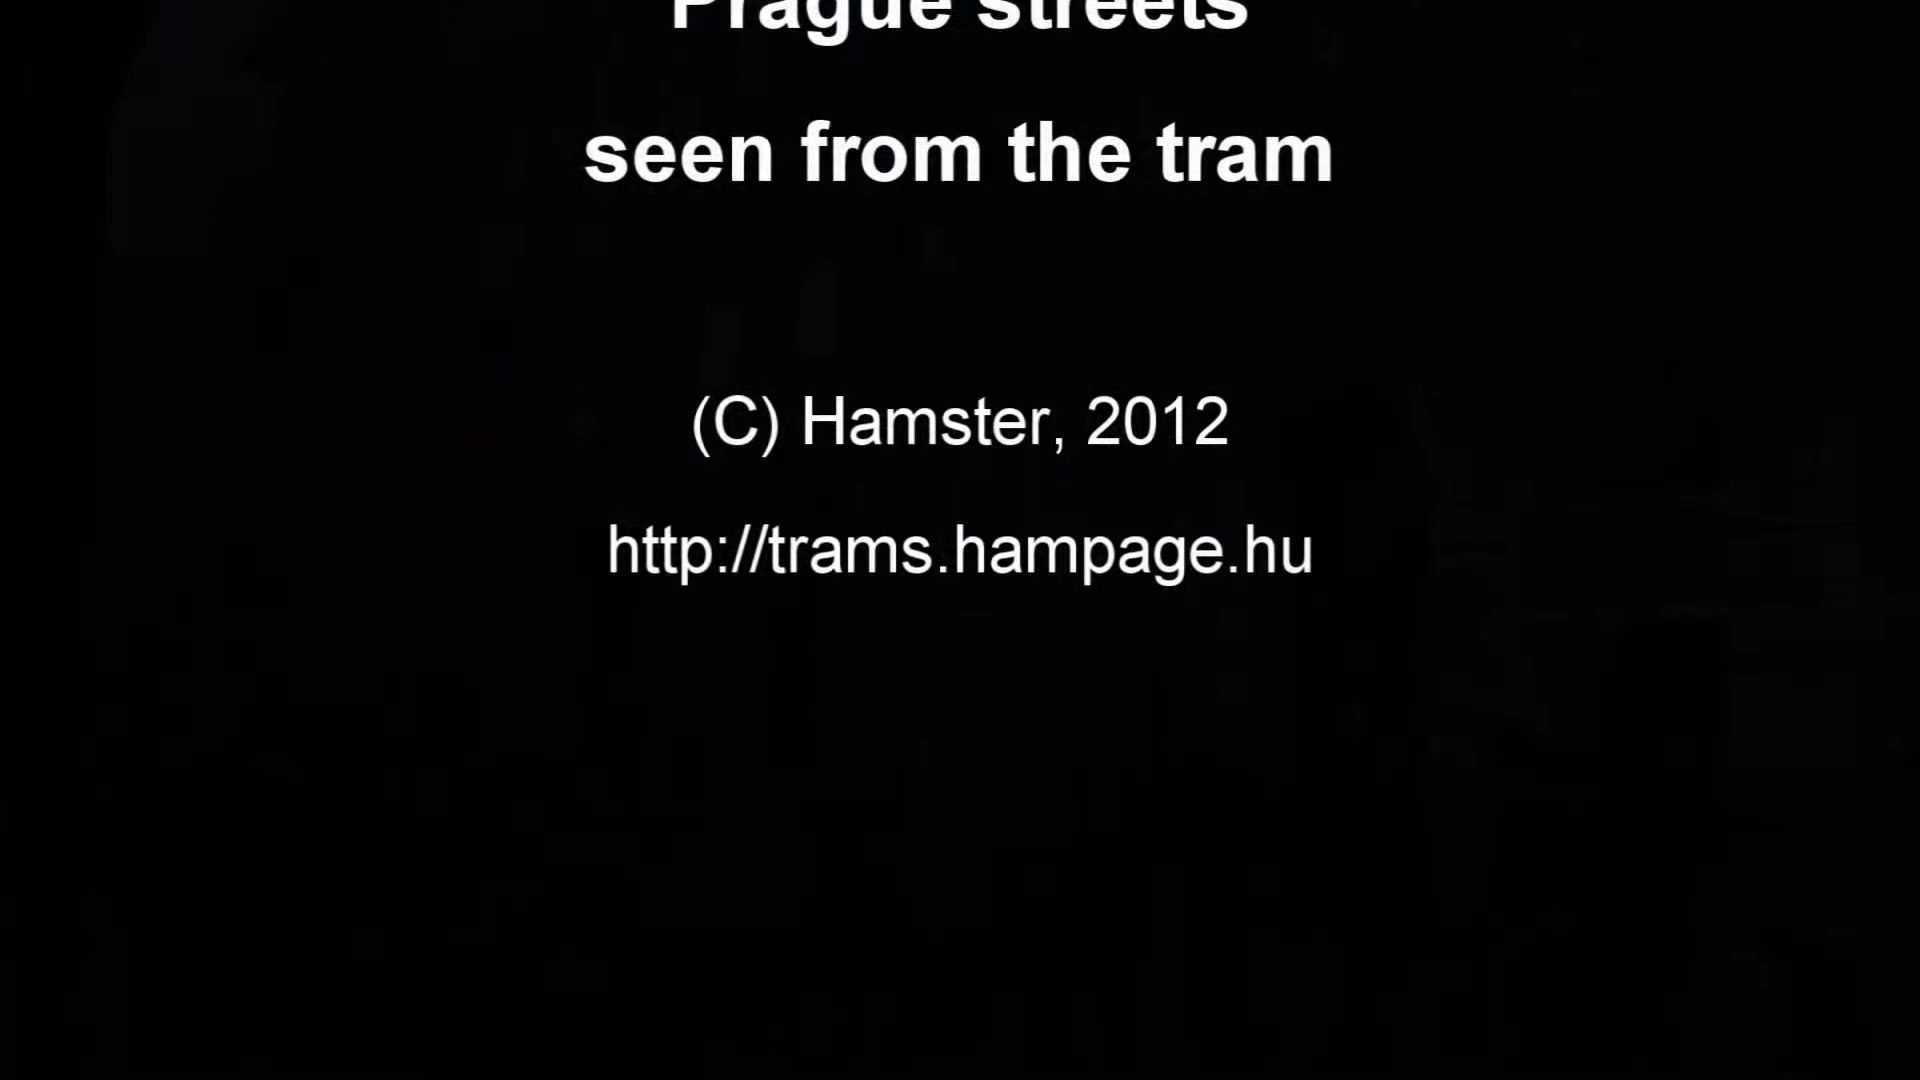 Prague streets
seen from the tram
(C) Hamster, 2012
http://trams.hampage.hu